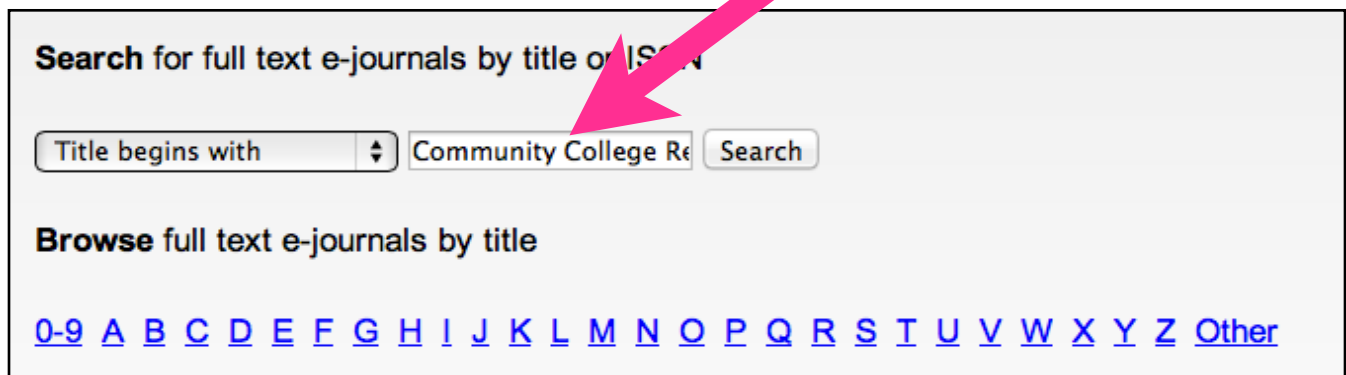 Search for full text e-journals by title or ISSN
Title begins with Community College Re Search
Browse full text e-journals by title
0-9 A B C D E F G H I J K L M N O P Q R S T U V W X Y Z Other